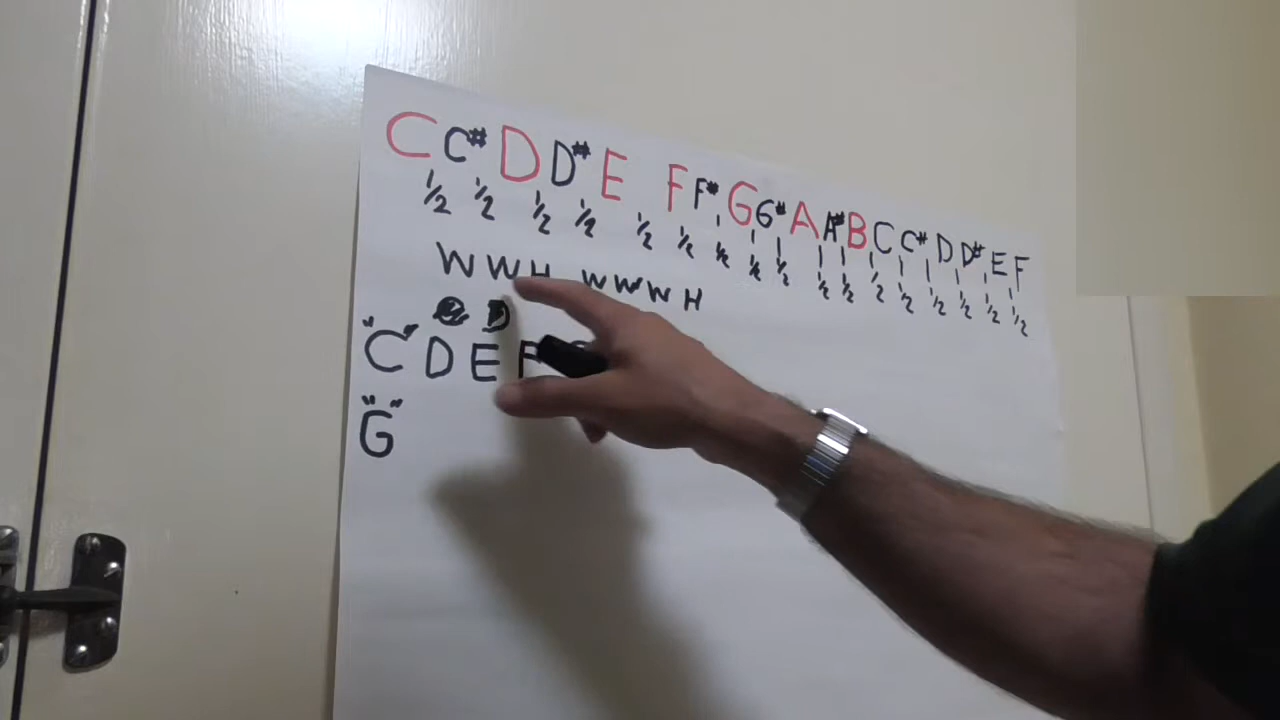 C C# D D# E F F# G G# A A# B C C# D D# E F
1/2 1/2 1/2 1/2 1/2 1/2 1/2 1/2 1/2 1/2 1/2 1/2 1/2 1/2 1/2 1/2 1/2
W W H W W W H
D
"C" D E F
"G"